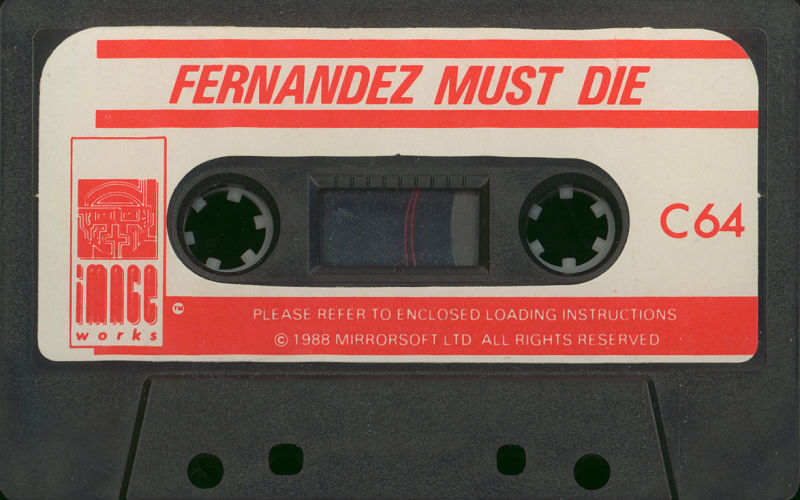 FERNANDEZ MUST DIE
C64
image
works
TM
PLEASE REFER TO ENCLOSED LOADING INSTRUCTIONS
© 1988 MIRRORSOFT LTD ALL RIGHTS RESERVED